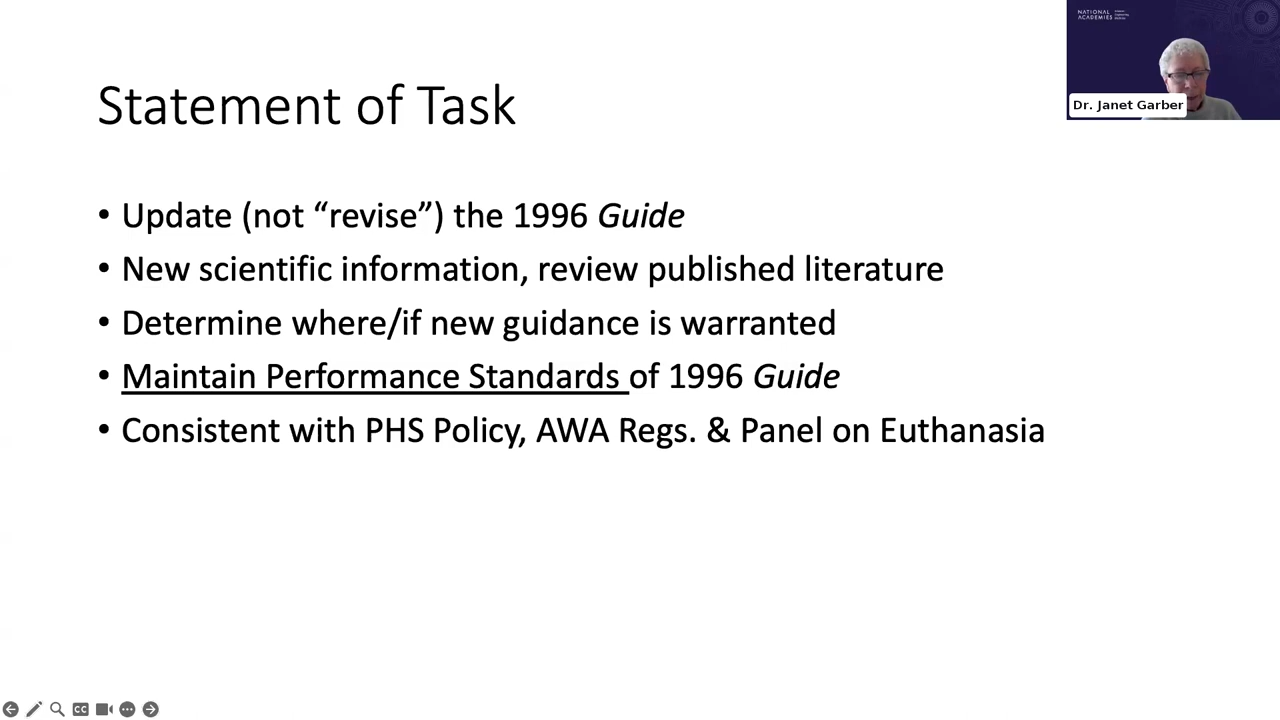 Statement of Task
• Update (not “revise”) the 1996 Guide
• New scientific information, review published literature
• Determine where/if new guidance is warranted
• Maintain Performance Standards of 1996 Guide
• Consistent with PHS Policy, AWA Regs. & Panel on Euthanasia
NATIONAL
ACADEMIES
Dr. Janet Garber
CC